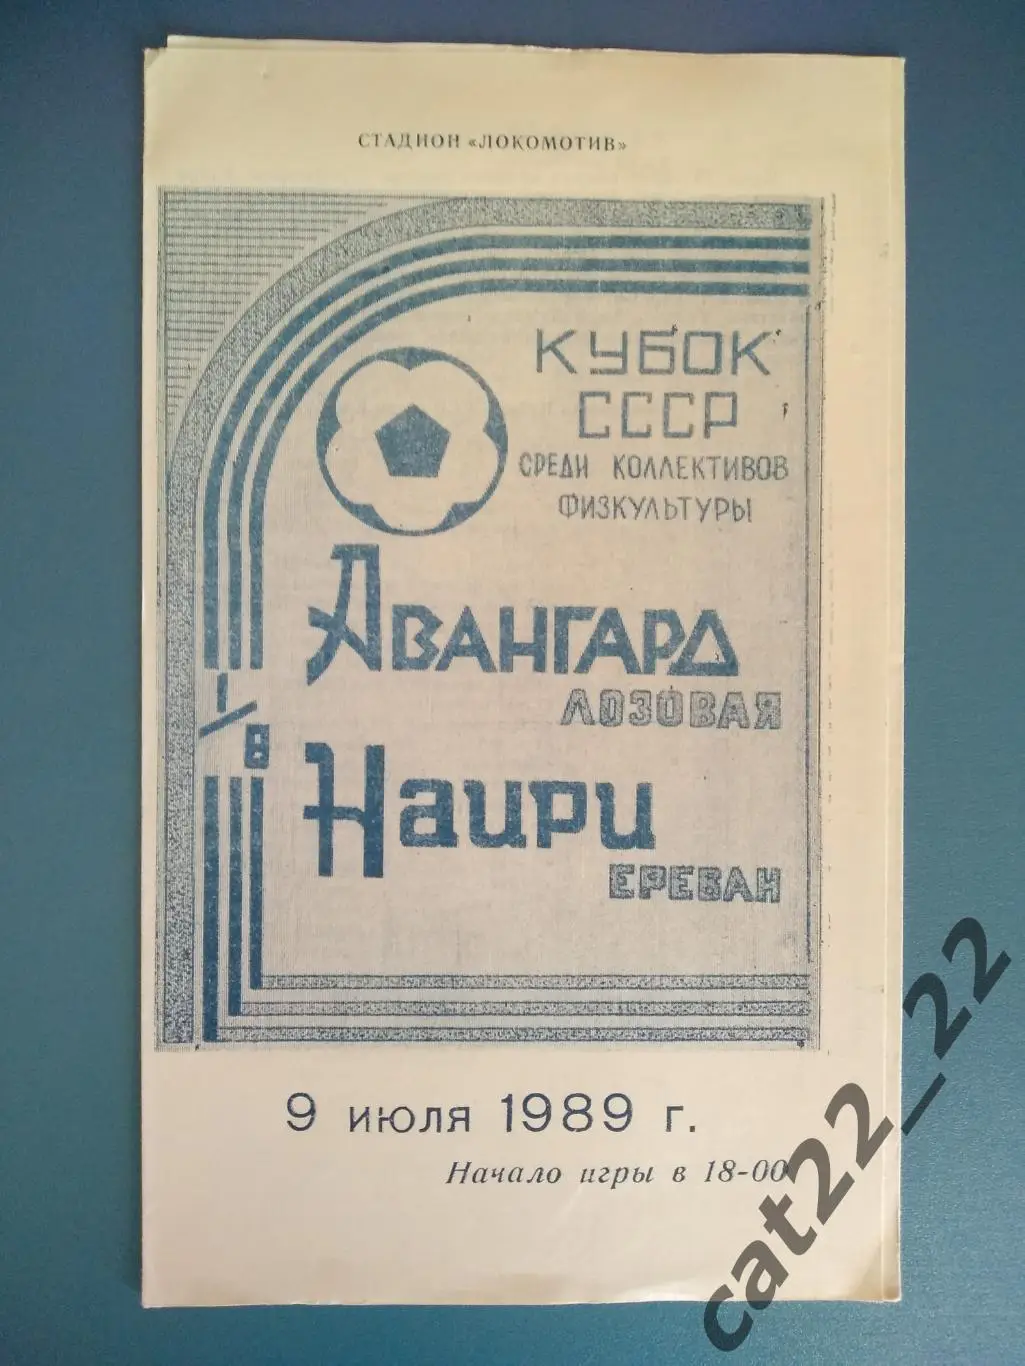 СТАДИОН «ЛОКОМОТИВ»
КУБОК
СССР
СРЕДИ КОЛЛЕКТИВОВ
ФИЗКУЛЬТУРЫ
АВАНГАРД
ЛОЗОВАЯ
1/8
Наири
ЕРЕВАН
9 июля 1989 г.
Начало игры в 18-00
cat22_22